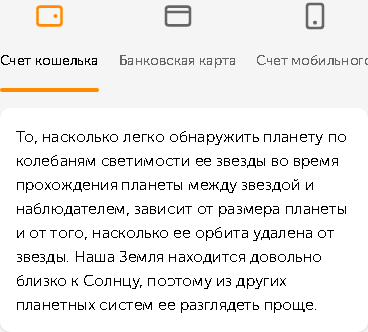 Счет кошелька Банковская карта Счет мобильного
То, насколько легко обнаружить планету по
колебаням светимости ее звезды во время
прохождения планеты между звездой и
наблюдателем, зависит от размера планеты
и от того, насколько ее орбита удалена от
звезды. Наша Земля находится довольно
близко к Солнцу, поэтому из других
планетных систем ее разглядеть проще.